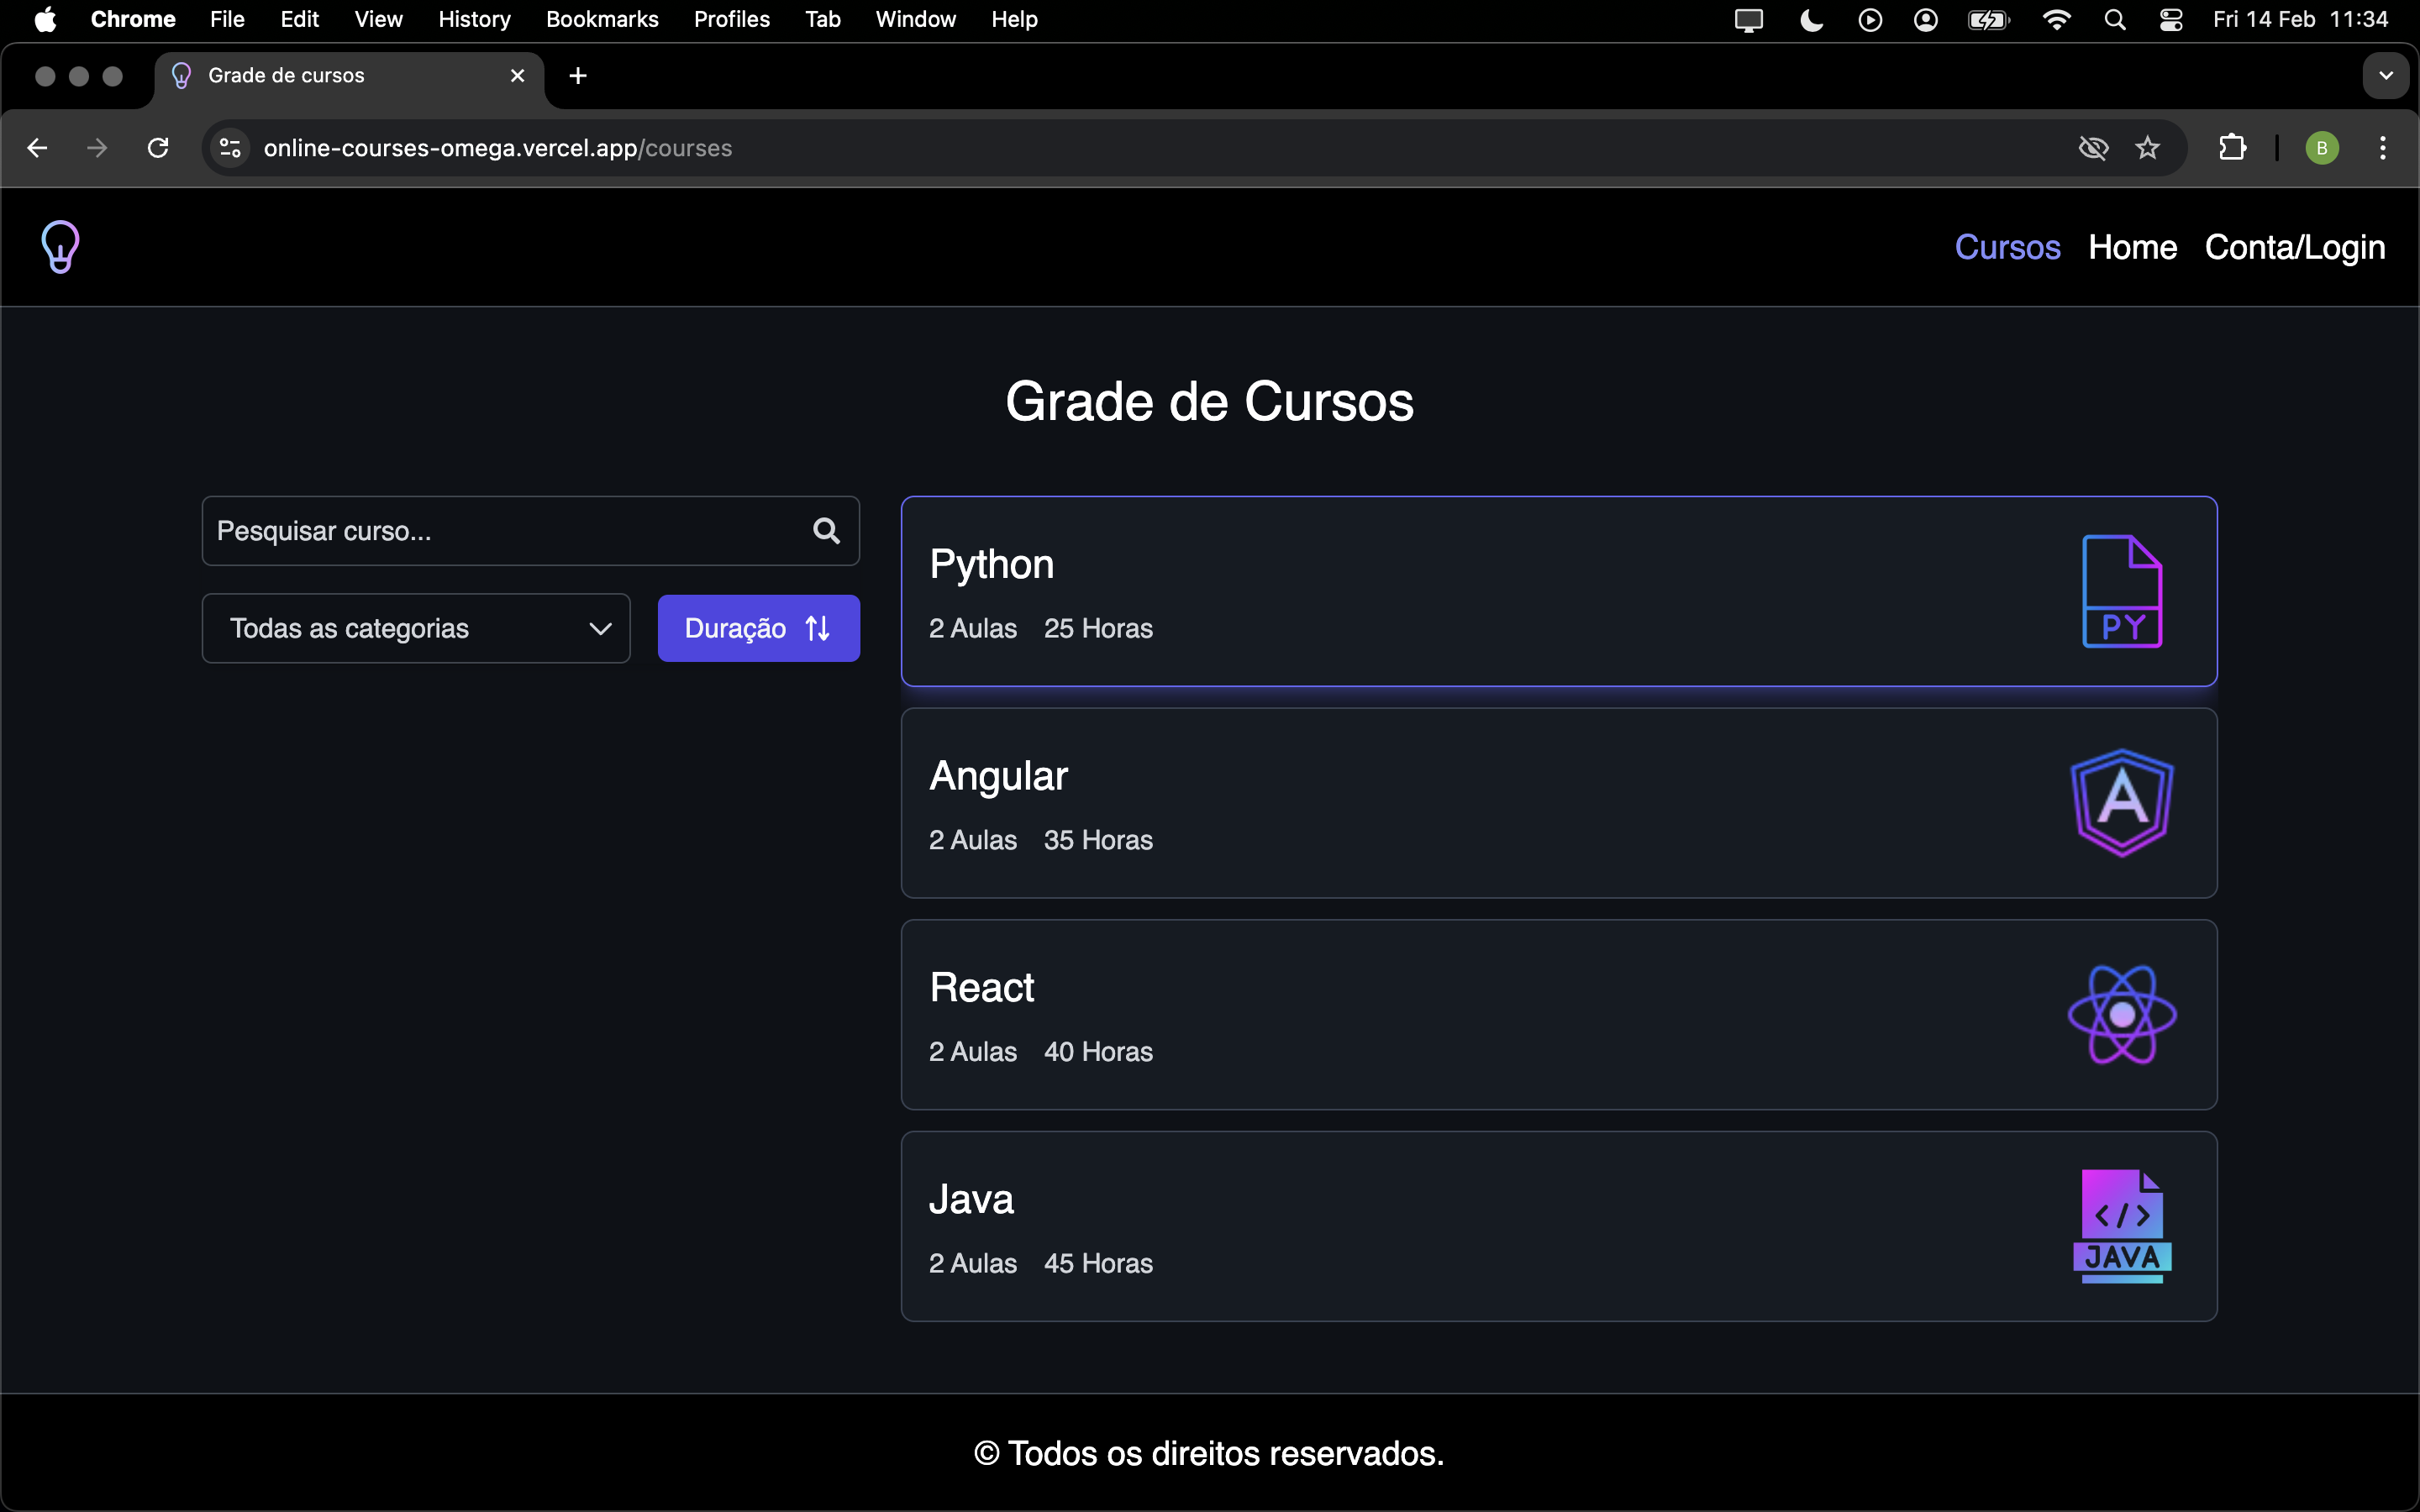 Chrome File Edit View History Bookmarks Profiles Tab Window Help Fri 14 Feb 11:34
Grade de cursos
online-courses-omega.vercel.app/courses
B
Cursos Home Conta/Login
Grade de Cursos
Pesquisar curso...
Todas as categorias
Duração
Python
2 Aulas 25 Horas
PY
Angular
2 Aulas 35 Horas
A
React
2 Aulas 40 Horas
Java
2 Aulas 45 Horas
</>
JAVA
© Todos os direitos reservados.